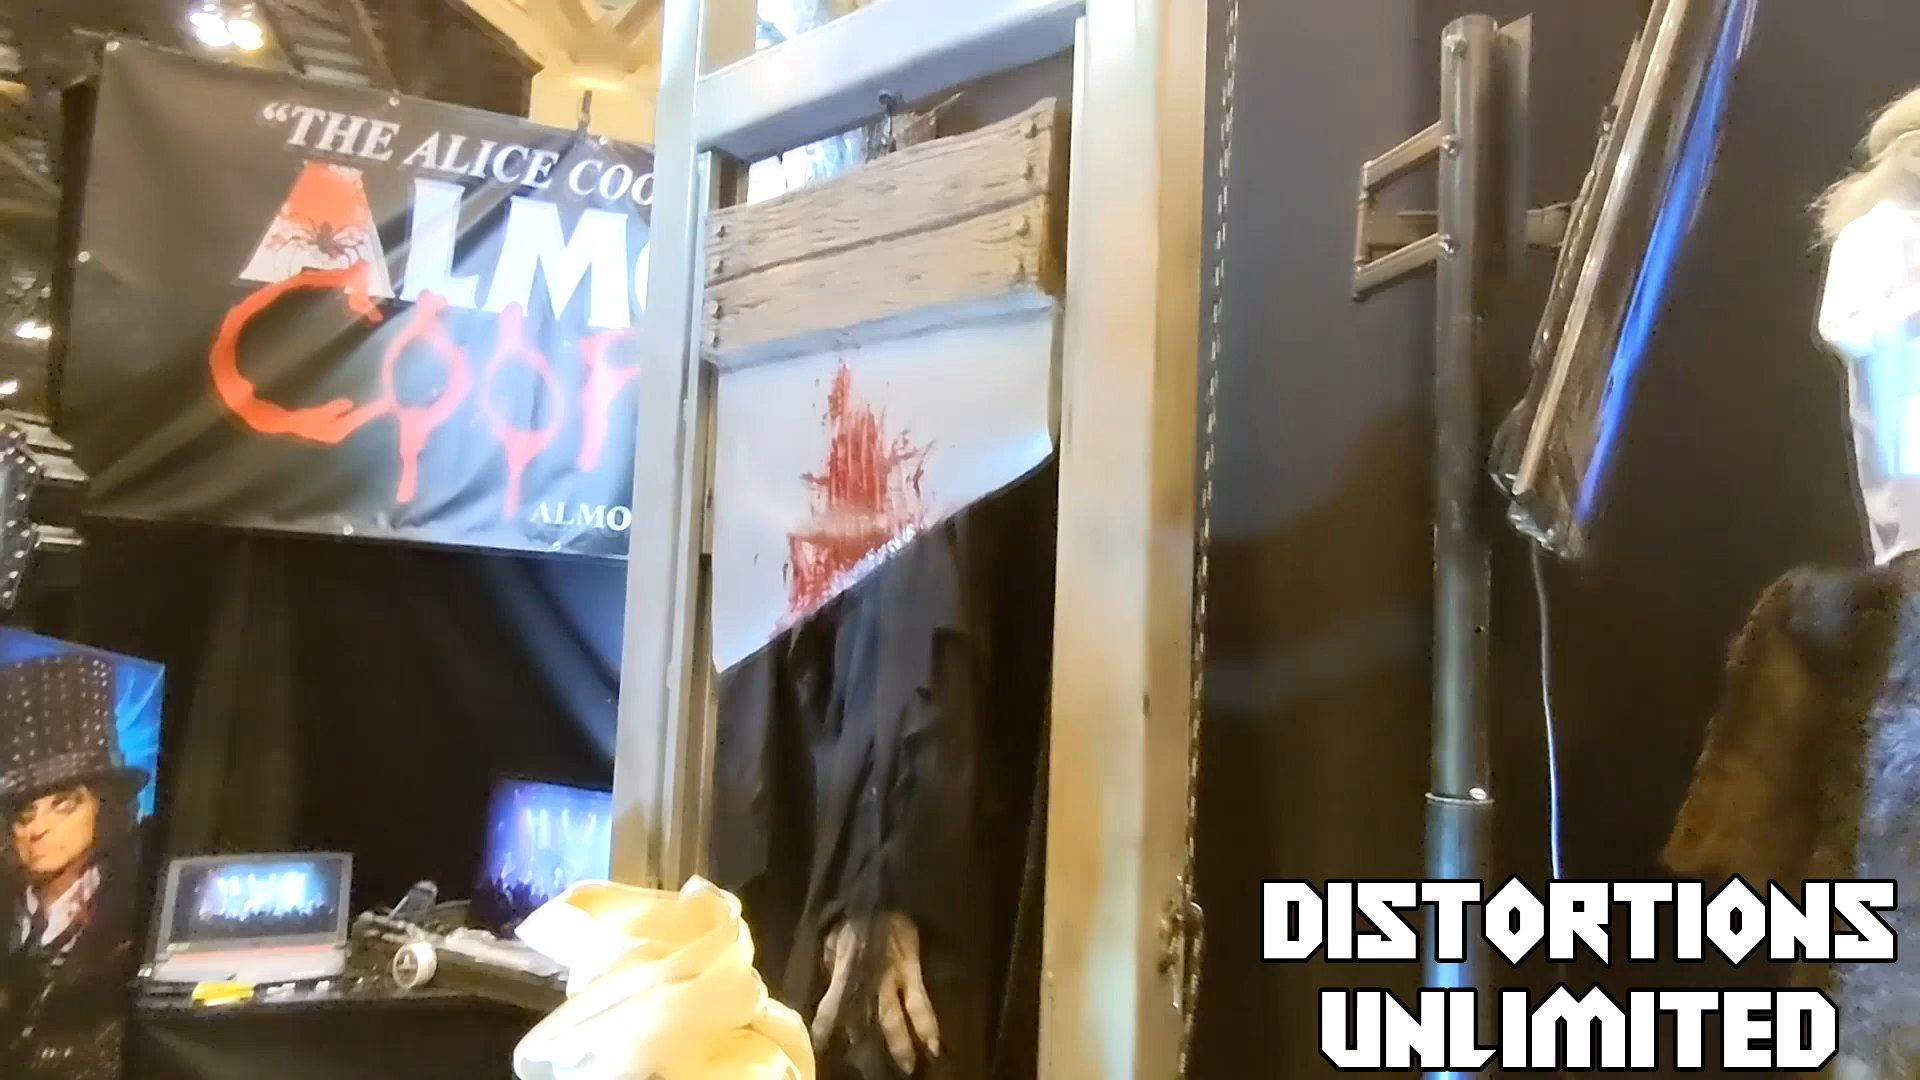 “THE ALICE COO
ALMO
COOP
ALMO
DISTORTIONS
UNLIMITED